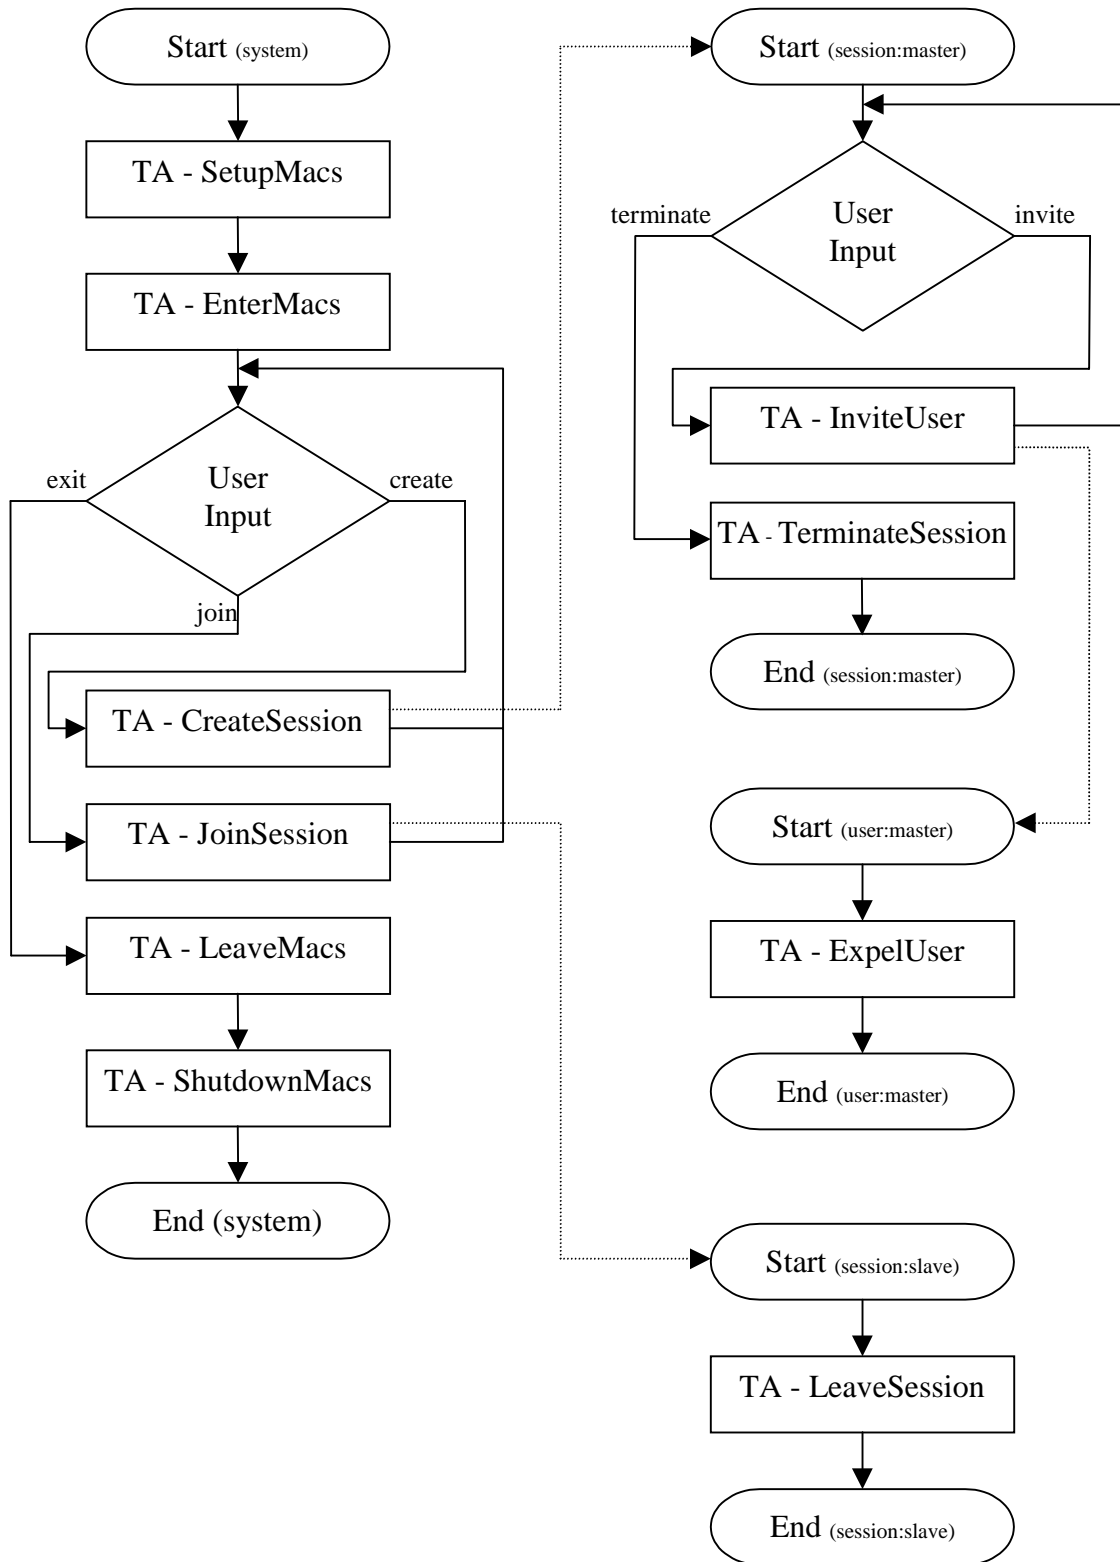 Start (system)
TA - SetupMacs
TA - EnterMacs
User
Input
exit
create
join
TA - CreateSession
TA - JoinSession
TA - LeaveMacs
TA - ShutdownMacs
End (system)
Start (session:master)
User
Input
terminate
invite
TA - InviteUser
TA - TerminateSession
End (session:master)
Start (user:master)
TA - ExpelUser
End (user:master)
Start (session:slave)
TA - LeaveSession
End (session:slave)